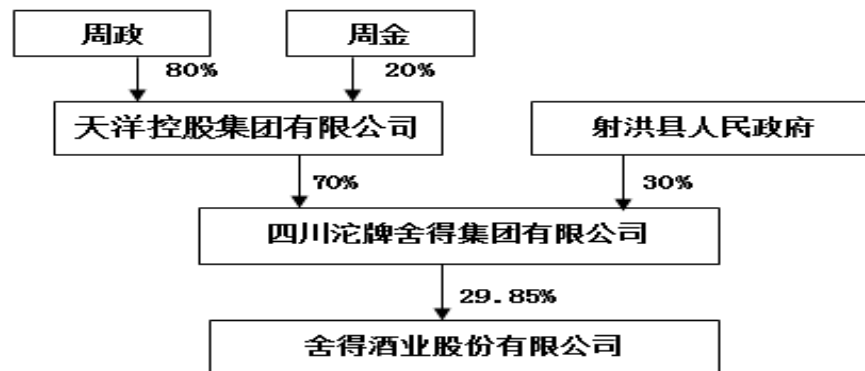 周政
周金
80%
20%
天洋控股集团有限公司
射洪县人民政府
70%
30%
四川沱牌舍得集团有限公司
29.85%
舍得酒业股份有限公司